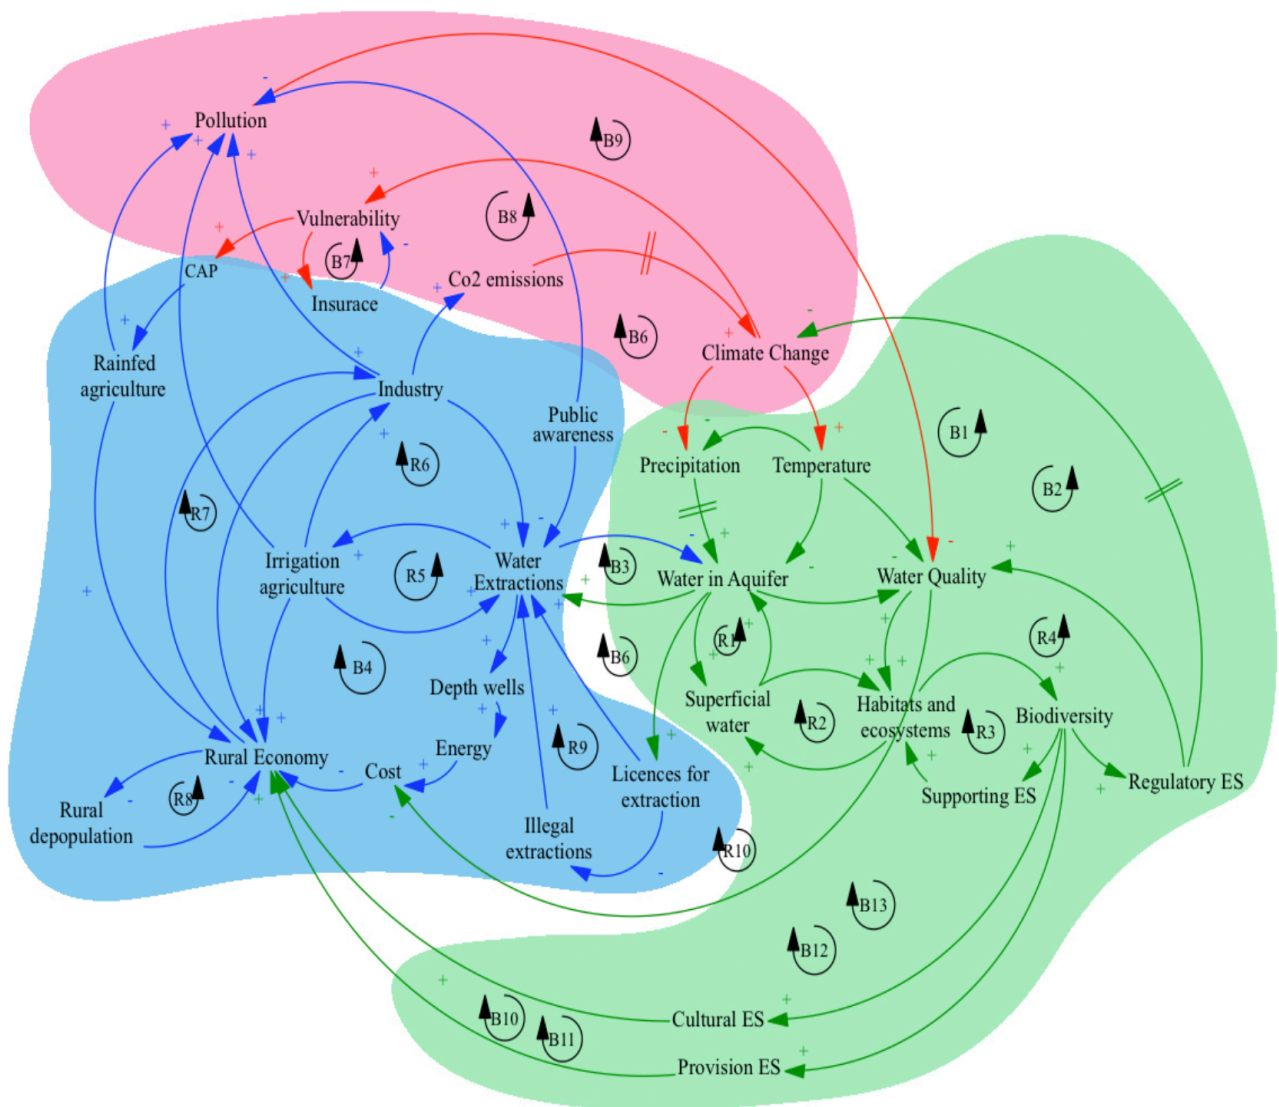 Pollution
B9
Vulnerability
B8
B7
CAP
Co2 emissions
Insurace
B6
Climate Change
Rainfed
agriculture
Industry
Public
awareness
B1
R6
Precipitation
Temperature
B2
R7
Irrigation
agriculture
R5
Water
Extractions
B3
Water in Aquifer
Water Quality
R1
R4
B6
B4
Depth wells
Superficial
water
R2
Habitats and
ecosystems
R3
Biodiversity
Rural Economy
Energy
R9
Cost
Licences for
extraction
Supporting ES
Regulatory ES
R8
Rural
depopulation
Illegal
extractions
R10
B13
B12
B10
B11
Cultural ES
Provision ES